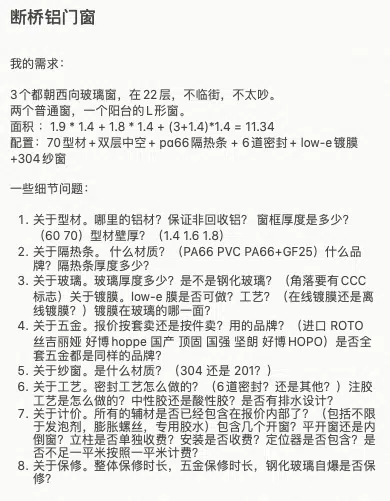 断桥铝门窗
我的需求：
3个都朝西向玻璃窗，在22层，不临街，不太吵。
两个普通窗，一个阳台的L形窗。
面积 ：1.9 * 1.4 + 1.8 * 1.4 + (3+1.4)*1.4 = 11.34
配置：70型材+双层中空+ pa66隔热条 + 6道密封+ low-e镀膜
+304纱窗
一些细节问题：
1. 关于型材。哪里的铝材？保证非回收铝？ 窗框厚度是多少？
（60 70）型材壁厚？（1.4 1.6 1.8）
2. 关于隔热条。 什么材质？（PA66 PVC PA66+GF25）什么品
牌？隔热条厚度多少？
3. 关于玻璃。玻璃厚度多少？是不是钢化玻璃？（角落要有CCC
标志）关于镀膜。low-e 膜是否可做？工艺？（在线镀膜还是离
线镀膜？）镀膜在玻璃的哪一面？
4. 关于五金。报价按套卖还是按件卖？用的品牌？（进口 ROTO
丝吉丽娅 好博hoppe 国产 顶固 国强 坚朗 好博HOPO）是否全
套五金都是同样的品牌？
5. 关于纱窗。是什么材质？（304 还是 201？)
6. 关于工艺。密封工艺怎么做的？（6道密封？还是其他？）注胶
工艺是怎么做的？中性胶还是酸性胶？是否有排水设计？
7. 关于计价。所有的辅材是否已经包含在报价内部了？（包括不限
于发泡剂，膨胀螺丝，专用胶水）包含几个开窗？平开窗还是内
倒窗？立柱是否单独收费？安装是否收费？定位器是否包含？是
否不足一平米按照一平米计费？
8. 关于保修。整体保修时长，五金保修时长，钢化玻璃自爆是否保
修？